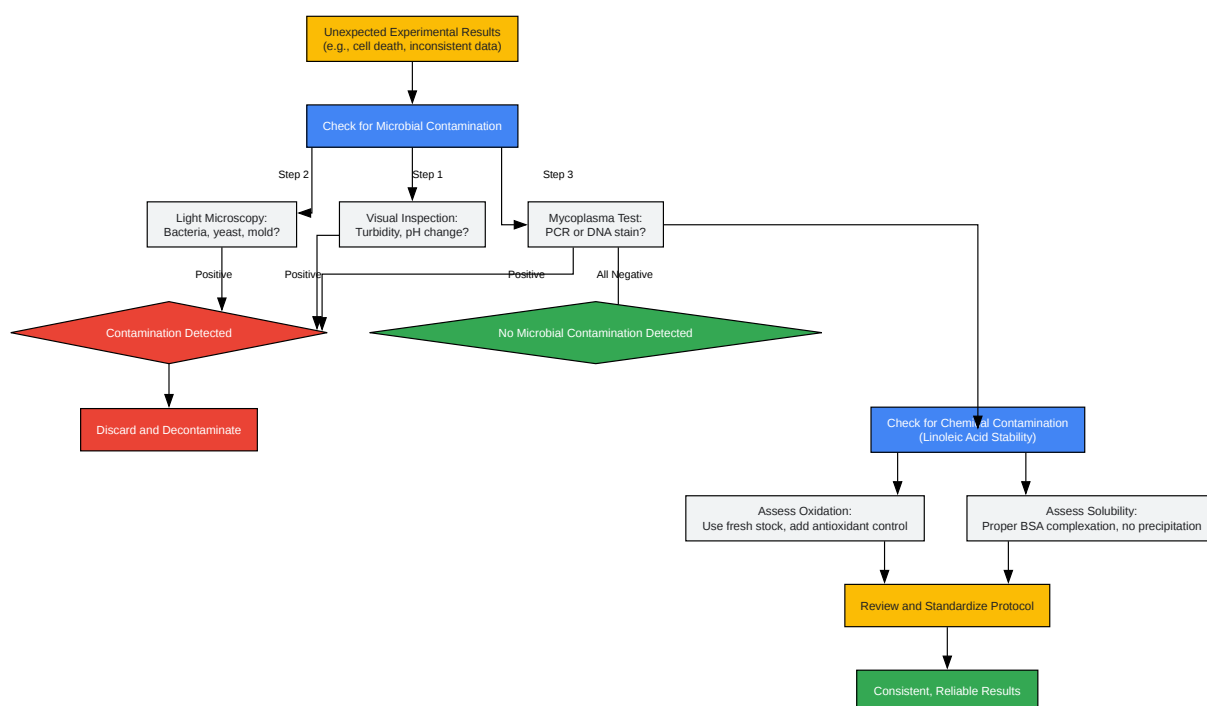 Unexpected Experimental Results
(e.g., cell death, inconsistent data)
Check for Microbial Contamination
Step 2
Step 1
Step 3
Light Microscopy:
Bacteria, yeast, mold?
Visual Inspection:
Turbidity, pH change?
Mycoplasma Test:
PCR or DNA stain?
Positive
Positive
Positive
All Negative
Contamination Detected
No Microbial Contamination Detected
Discard and Decontaminate
Check for Chemical Contamination
(Linoleic Acid Stability)
Assess Oxidation:
Use fresh stock, add antioxidant control
Assess Solubility:
Proper BSA complexation, no precipitation
Review and Standardize Protocol
Consistent, Reliable Results